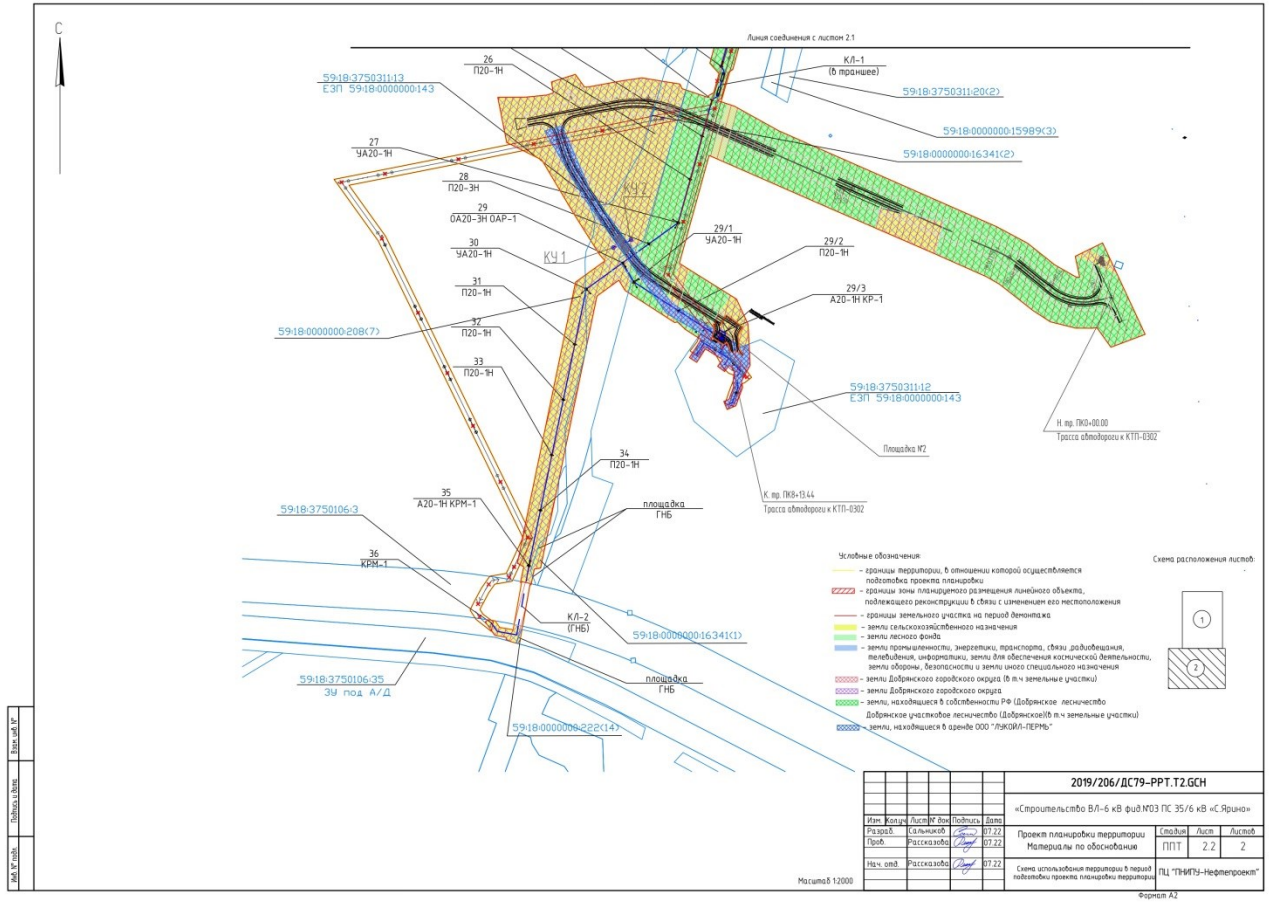 С
Линия соединения с листом 2.1
26
П20-1Н
КЛ-1
(в траншее)
59:18:3750311:13
ЕЗП 59:18:0000000:143
59:18:3750311:20(2)
59:18:0000000:15989(3)
59:18:0000000:16341(2)
27
УА20-1Н
28
П20-3Н
КУ2
29
ОА20-3Н ОАР-1
29/1
УА20-1Н
29/2
П20-1Н
30
УА20-1Н
КУ1
31
П20-1Н
29/3
А20-1Н КР-1
59:18:0000000:208(7)
32
П20-1Н
33
П20-1Н
59:18:3750311:12
ЕЗП 59:18:0000000:143
Н. тр. ПК0+00.00
Трасса автодороги к КТП-0302
Площадка №2
34
П20-1Н
35
А20-1Н КРМ-1
К. тр. ПК8+13.44
Трасса автодороги к КТП-0302
площадка
ГНБ
59:18:3750106:3
36
КРМ-1
КЛ-2
(ГНБ)
59:18:0000000:16341(1)
59:18:3750106:35
ЗУ под А/Д
площадка
ГНБ
59:18:0000000:222(14)
Условные обозначения:
- границы территории, в отношении которой осуществляется
подготовка проекта планировки
- границы зоны планируемого размещения линейного объекта,
подлежащего реконструкции в связи с изменением его местоположения
- границы земельного участка на период демонтажа
- земли сельскохозяйственного назначения
- земли лесного фонда
- земли промышленности, энергетики, транспорта, связи ,радиовещания,
телевидения, информатики, земли для обеспечения космической деятельности,
земли обороны, безопасности и земли иного специального назначения
- земли Добрянского городского округа (в т.ч земельные участки)
- земли Добрянского городского округа
- земли, находящиеся в собственности РФ (Добрянское лесничество
Добрянское участковое лесничество (Добрянское)(в т.ч земельные участки)
- земли, находящиеся в аренде ООО "ЛУКОЙЛ-ПЕРМЬ"
Схема расположения листов:
1
2
Взам. инв. №
Подпись и дата
Инв. № подл.
2019/206/ДС79-PPT.T2.GCH
«Строительство ВЛ-6 кВ фид.№03 ПС 35/6 кВ «С.Ярино»
Изм. Кол.уч Лист № док Подпись Дата
Разраб. Сальников 07.22
Пров. Рассказова 07.22
Нач. отд. Рассказова 07.22
Проект планировки территории
Материалы по обоснованию
Стадия Лист Листов
ППТ 2.2 2
Схема использования территории в период
подготовки проекта планировки территории
ПЦ "ПНИПУ-Нефтепроект"
Масштаб 1:2000
Формат А2